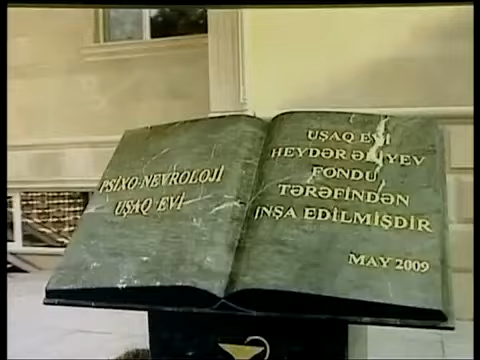 PSİXO-NEVROLOJİ
UŞAQ EVİ
UŞAQ EVİ
HEYDƏR ƏLİYEV
FONDU
TƏRƏFİNDƏN
İNŞA EDİLMİŞDİR
MAY 2009